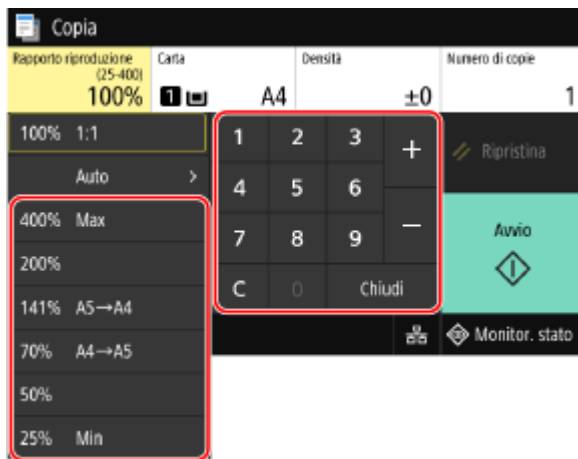 Copia
Rapporto riproduzione
(25-400)
100%
Carta
1 A4
Densità
±0
Numero di copie
1
100% 1:1
Auto >
400% Max
200%
141% A5→A4
70% A4→A5
50%
25% Min
1 2 3 +
4 5 6
7 8 9 —
C 0 Chiudi
Ripristina
Avvio
Monitor. stato